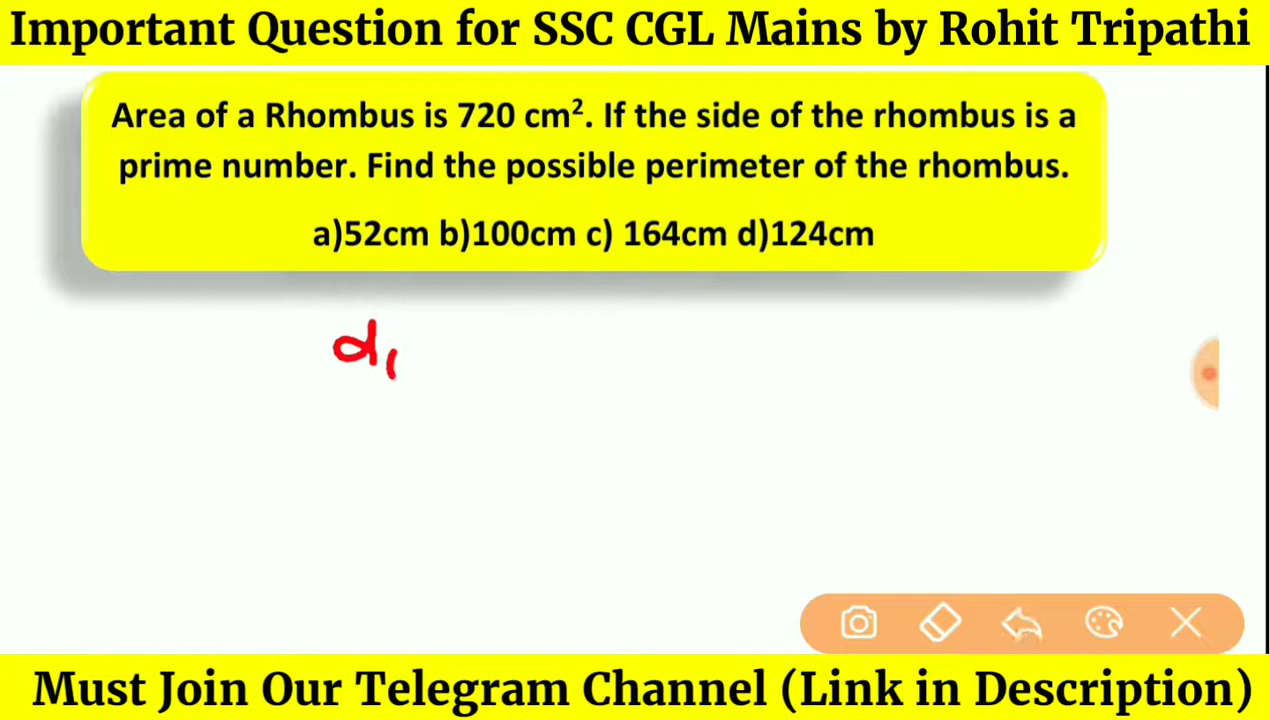 Important Question for SSC CGL Mains by Rohit Tripathi
Area of a Rhombus is 720 cm². If the side of the rhombus is a
prime number. Find the possible perimeter of the rhombus.
a)52cm b)100cm c) 164cm d)124cm
d₁
Must Join Our Telegram Channel (Link in Description)